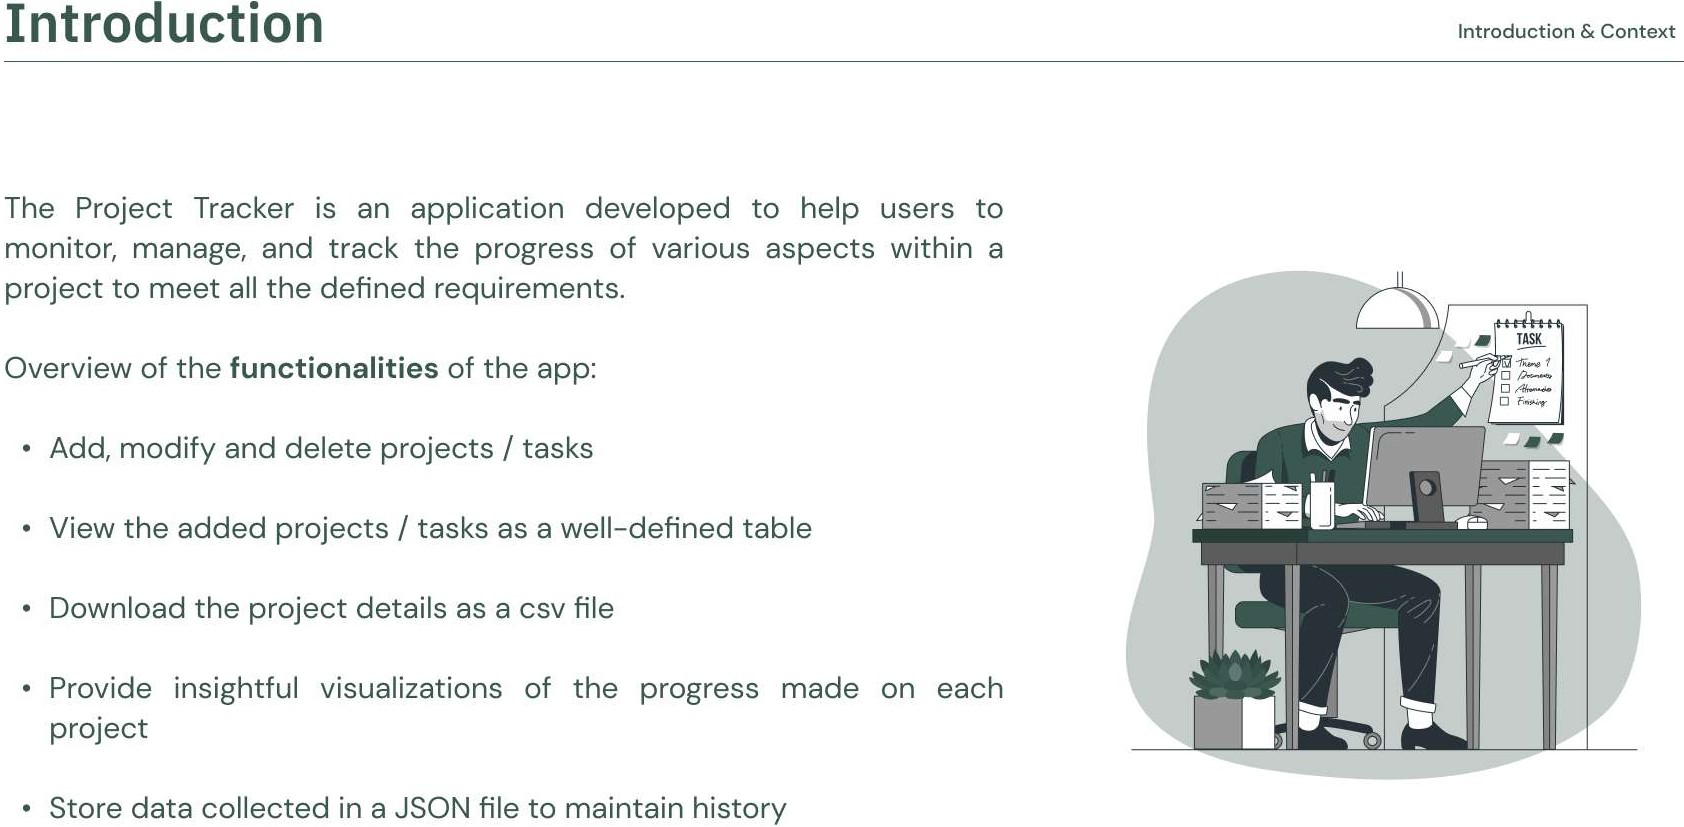 Introduction
Introduction & Context
The Project Tracker is an application developed to help users to
monitor, manage, and track the progress of various aspects within a
project to meet all the defined requirements.
Overview of the functionalities of the app:
• Add, modify and delete projects / tasks
• View the added projects / tasks as a well-defined table
• Download the project details as a csv file
• Provide insightful visualizations of the progress made on each
project
• Store data collected in a JSON file to maintain history
TASK
Theme 1
Finishing